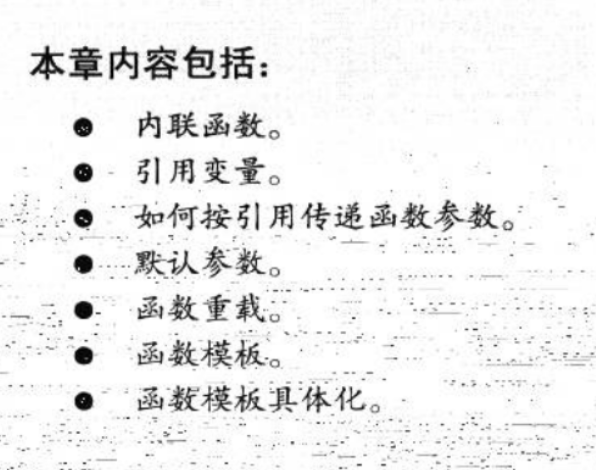 本章内容包括：
● 内联函数。
● 引用变量。
● 如何按引用传递函数参数。
● 默认参数。
● 函数重载。
● 函数模板。
● 函数模板具体化。